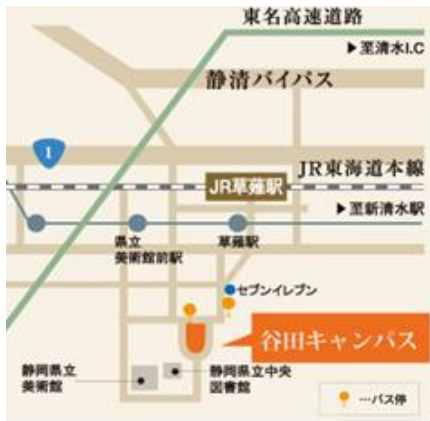 東名高速道路
▶至清水I.C
静清バイパス
1
JR東海道本線
JR草薙駅
▶至新清水駅
県立
美術館前駅
草薙駅
セブンイレブン
谷田キャンパス
静岡県立
美術館
静岡県立中央
図書館
…バス停